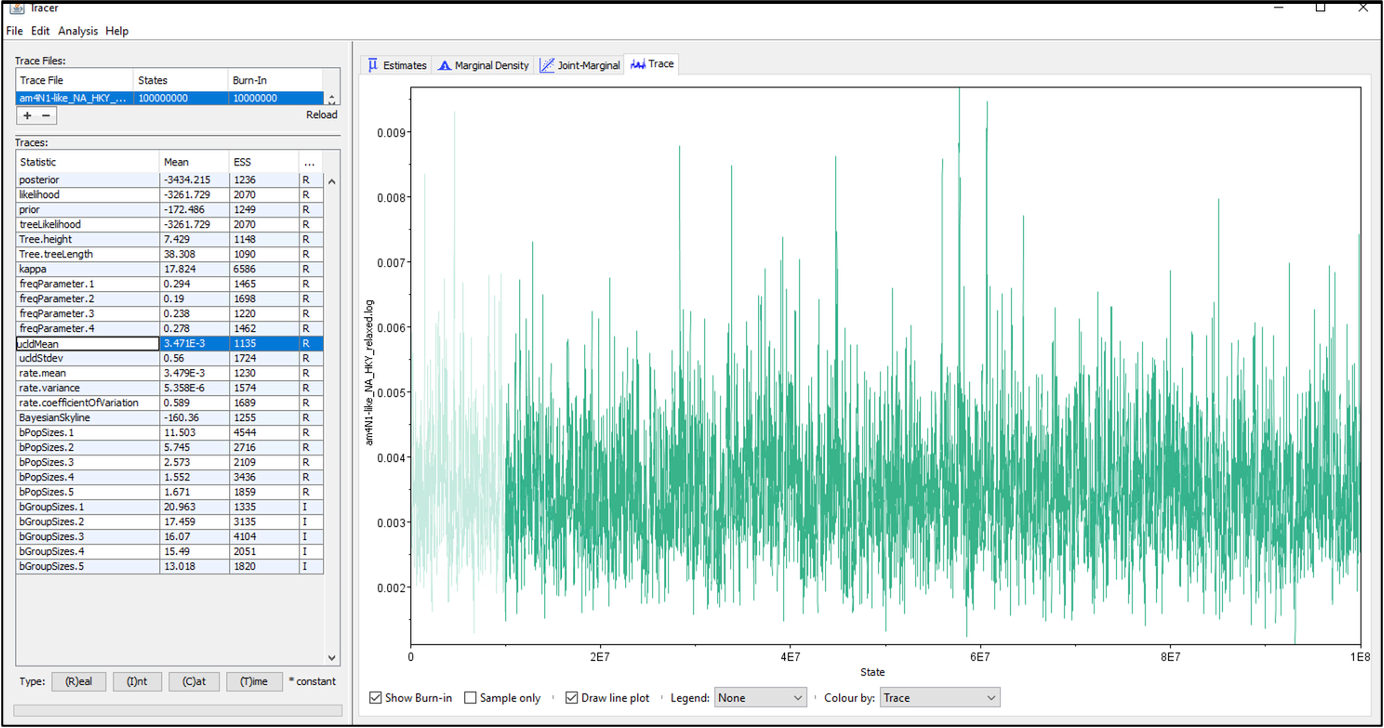 Tracer
File Edit Analysis Help
Trace Files:
Trace File States Burn-In
am4N1-like_NA_HKY_... 100000000 10000000
+ −
Reload
Traces:
Statistic Mean ESS ...
posterior -3434.215 1236 R
likelihood -3261.729 2070 R
prior -172.486 1249 R
treeLikelihood -3261.729 2070 R
Tree.height 7.429 1148 R
Tree.treeLength 38.308 1090 R
kappa 17.824 6586 R
freqParameter.1 0.294 1465 R
freqParameter.2 0.19 1698 R
freqParameter.3 0.238 1220 R
freqParameter.4 0.278 1462 R
ucldMean 3.471E-3 1135 R
ucldStdev 0.56 1724 R
rate.mean 3.479E-3 1230 R
rate.variance 5.358E-6 1574 R
rate.coefficientOfVariation 0.589 1689 R
BayesianSkyline -160.36 1255 R
bPopSizes.1 11.503 4544 R
bPopSizes.2 5.745 2716 R
bPopSizes.3 2.573 2109 R
bPopSizes.4 1.552 3436 R
bPopSizes.5 1.671 1859 R
bGroupSizes.1 20.963 1335 I
bGroupSizes.2 17.459 3135 I
bGroupSizes.3 16.07 4104 I
bGroupSizes.4 15.49 2051 I
bGroupSizes.5 13.018 1820 I
Type: (R)eal (I)nt (C)at (T)ime * constant
Estimates Marginal Density Joint-Marginal Trace
0.009
0.008
0.007
0.006
0.005
0.004
0.003
0.002
am4N1-like_NA_HKY_relaxed.log
0 2E7 4E7 6E7 8E7 1E8
State
Show Burn-in Sample only Draw line plot Legend: None Colour by: Trace